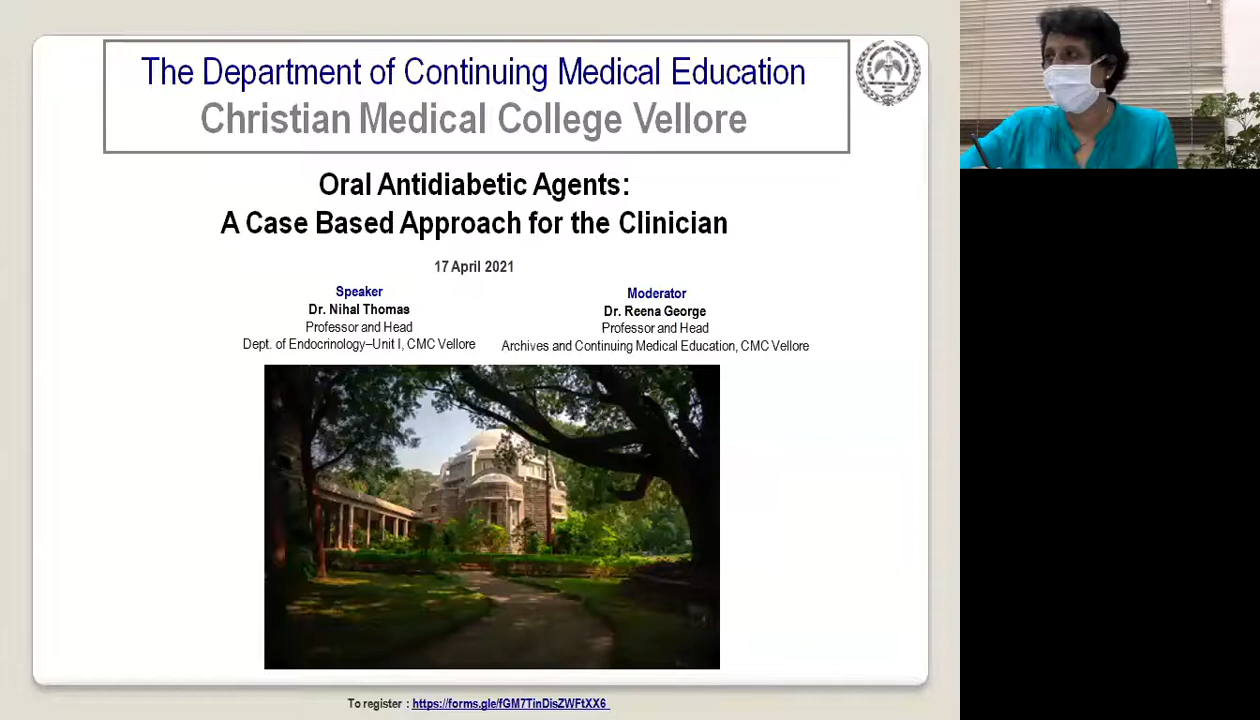 The Department of Continuing Medical Education
Christian Medical College Vellore
Oral Antidiabetic Agents:
A Case Based Approach for the Clinician
17 April 2021
Speaker
Dr. Nihal Thomas
Professor and Head
Dept. of Endocrinology–Unit I, CMC Vellore
Moderator
Dr. Reena George
Professor and Head
Archives and Continuing Medical Education, CMC Vellore
To register : https://forms.gle/fGM7TinDisZWFtXX6